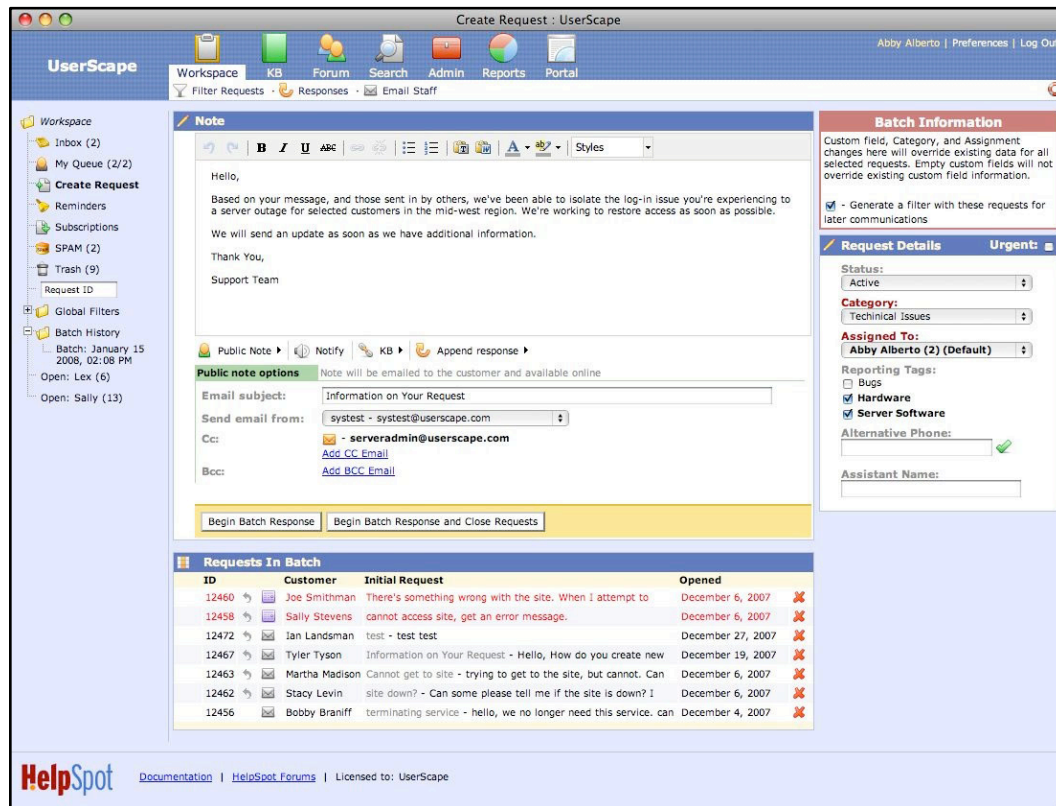 Create Request : UserScape
UserScape
Abby Alberto | Preferences | Log Out
Workspace KB Forum Search Admin Reports Portal
Filter Requests · Responses · Email Staff
Workspace
Inbox (2)
My Queue (2/2)
Create Request
Reminders
Subscriptions
SPAM (2)
Trash (9)
Request ID
Global Filters
Batch History
Batch: January 15
2008, 02:08 PM
Open: Lex (6)
Open: Sally (13)
Note
B I U ABC Styles
Hello,
Based on your message, and those sent in by others, we've been able to isolate the log-in issue you're experiencing to
a server outage for selected customers in the mid-west region. We're working to restore access as soon as possible.
We will send an update as soon as we have additional information.
Thank You,
Support Team
Public Note Notify KB Append response
Public note options Note will be emailed to the customer and available online
Email subject: Information on Your Request
Send email from: systest - systest@userscape.com
Cc: - serveradmin@userscape.com
Add CC Email
Bcc: Add BCC Email
Begin Batch Response Begin Batch Response and Close Requests
Batch Information
Custom field, Category, and Assignment
changes here will override existing data for all
selected requests. Empty custom fields will not
override existing custom field information.
- Generate a filter with these requests for
later communications
Request Details Urgent:
Status:
Active
Category:
Techinical Issues
Assigned To:
Abby Alberto (2) (Default)
Reporting Tags:
Bugs
Hardware
Server Software
Alternative Phone:
Assistant Name:
Requests In Batch
ID Customer Initial Request Opened
12460 Joe Smithman There's something wrong with the site. When I attempt to December 6, 2007
12458 Sally Stevens cannot access site, get an error message. December 6, 2007
12472 Ian Landsman test - test test December 27, 2007
12467 Tyler Tyson Information on Your Request - Hello, How do you create new December 19, 2007
12463 Martha Madison Cannot get to site - trying to get to the site, but cannot. Can December 6, 2007
12462 Stacy Levin site down? - Can some please tell me if the site is down? I December 6, 2007
12456 Bobby Braniff terminating service - hello, we no longer need this service. can December 4, 2007
HelpSpot
Documentation | HelpSpot Forums | Licensed to: UserScape